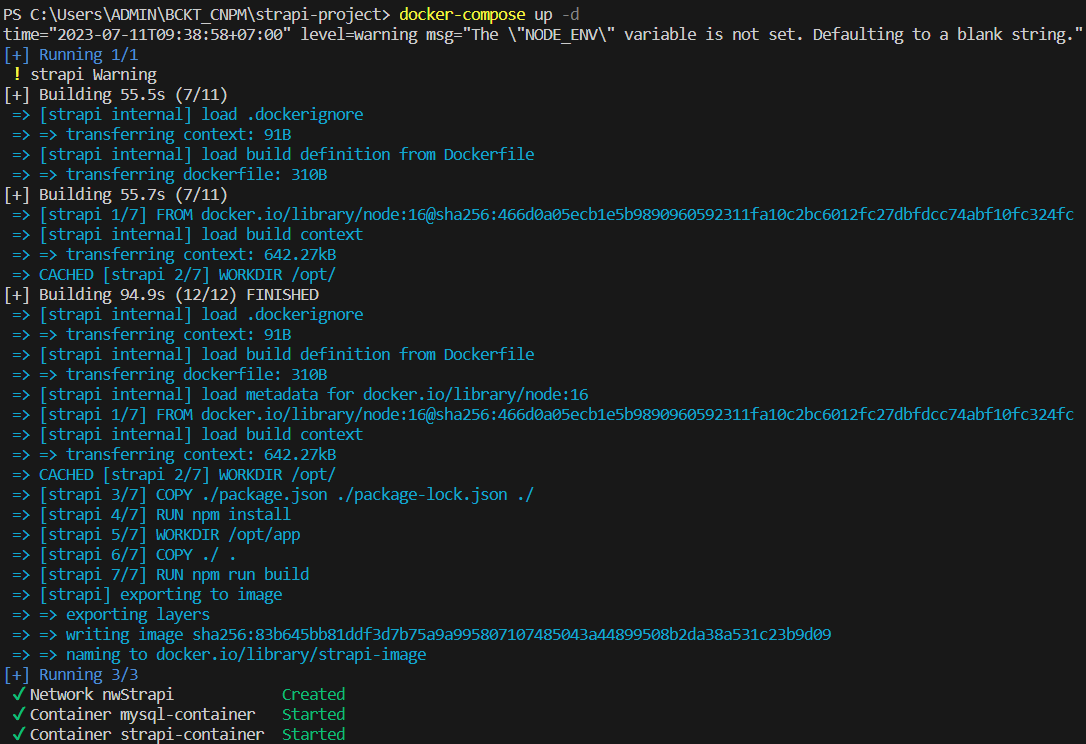 PS C:\Users\ADMIN\BCKT_CNPM\strapi-project> docker-compose up -d
time="2023-07-11T09:38:58+07:00" level=warning msg="The \"NODE_ENV\" variable is not set. Defaulting to a blank string."
[+] Running 1/1
! strapi Warning
[+] Building 55.5s (7/11)
=> [strapi internal] load .dockerignore
=> => transferring context: 91B
=> [strapi internal] load build definition from Dockerfile
=> => transferring dockerfile: 310B
[+] Building 55.7s (7/11)
=> [strapi 1/7] FROM docker.io/library/node:16@sha256:466d0a05ecb1e5b9890960592311fa10c2bc6012fc27dbfdcc74abf10fc324fc
=> [strapi internal] load build context
=> => transferring context: 642.27kB
=> CACHED [strapi 2/7] WORKDIR /opt/
[+] Building 94.9s (12/12) FINISHED
=> [strapi internal] load .dockerignore
=> => transferring context: 91B
=> [strapi internal] load build definition from Dockerfile
=> => transferring dockerfile: 310B
=> [strapi internal] load metadata for docker.io/library/node:16
=> [strapi 1/7] FROM docker.io/library/node:16@sha256:466d0a05ecb1e5b9890960592311fa10c2bc6012fc27dbfdcc74abf10fc324fc
=> [strapi internal] load build context
=> => transferring context: 642.27kB
=> CACHED [strapi 2/7] WORKDIR /opt/
=> [strapi 3/7] COPY ./package.json ./package-lock.json ./
=> [strapi 4/7] RUN npm install
=> [strapi 5/7] WORKDIR /opt/app
=> [strapi 6/7] COPY ./ .
=> [strapi 7/7] RUN npm run build
=> [strapi] exporting to image
=> => exporting layers
=> => writing image sha256:83b645bb81ddf3d7b75a9a995807107485043a44899508b2da38a531c23b9d09
=> => naming to docker.io/library/strapi-image
[+] Running 3/3
✓ Network nwStrapi Created
✓ Container mysql-container Started
✓ Container strapi-container Started